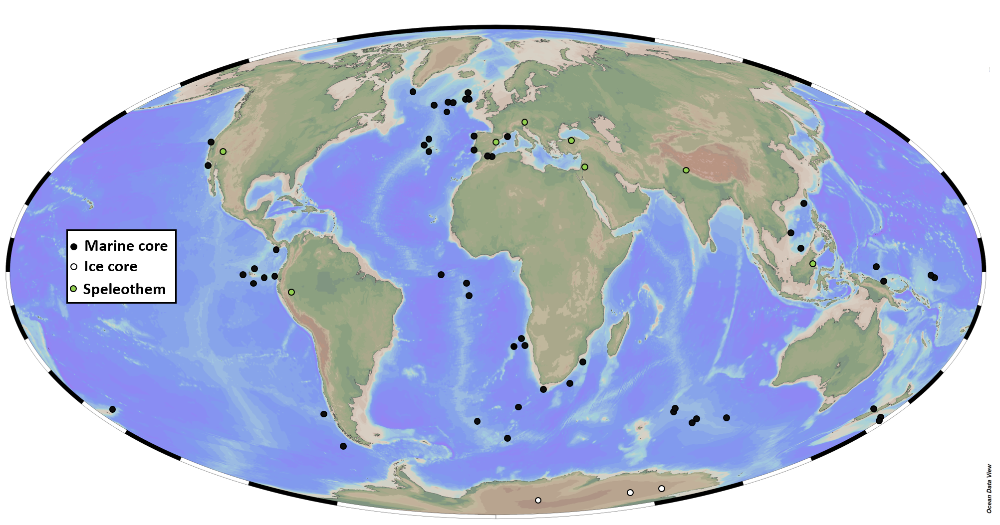 Marine core
Ice core
Speleothem
Ocean Data View